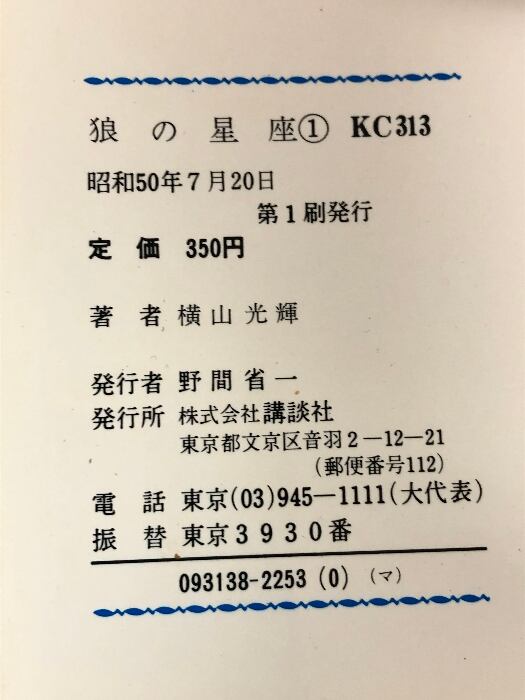 狼の星座① KC313
昭和50年7月20日
第1刷発行
定価 350円
著者 横山光輝
発行者 野間省一
発行所 株式会社講談社
東京都文京区音羽2—12—21
(郵便番号112)
電話 東京(03)945—1111(大代表)
振替 東京3930番
093138-2253(0) (マ)